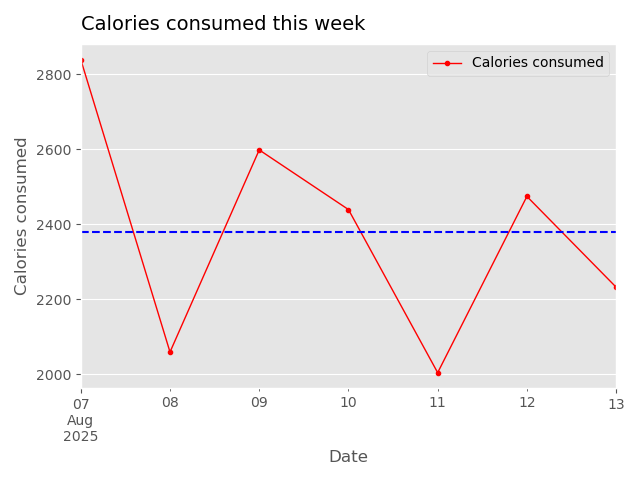 Calories consumed this week
Calories consumed
2800
2600
2400
2200
2000
Calories consumed
07 08 09 10 11 12 13
Aug
2025
Date